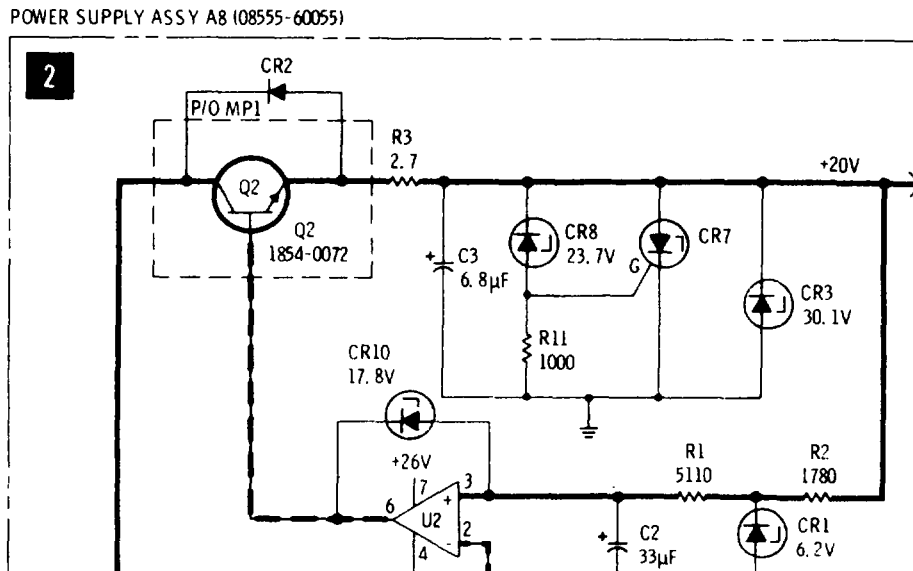 POWER SUPPLY ASSY A8 (08555-60055)
2
CR2
P/O MP1
R3
2.7
+20V
Q2
Q2
1854-0072
+
C3
6.8µF
CR8
23.7V
G
CR7
CR3
30.1V
R11
1000
CR10
17.8V
+26V
7
3
6
+
U2
2
-
4
R1
5110
R2
1780
+
C2
33µF
CR1
6.2V